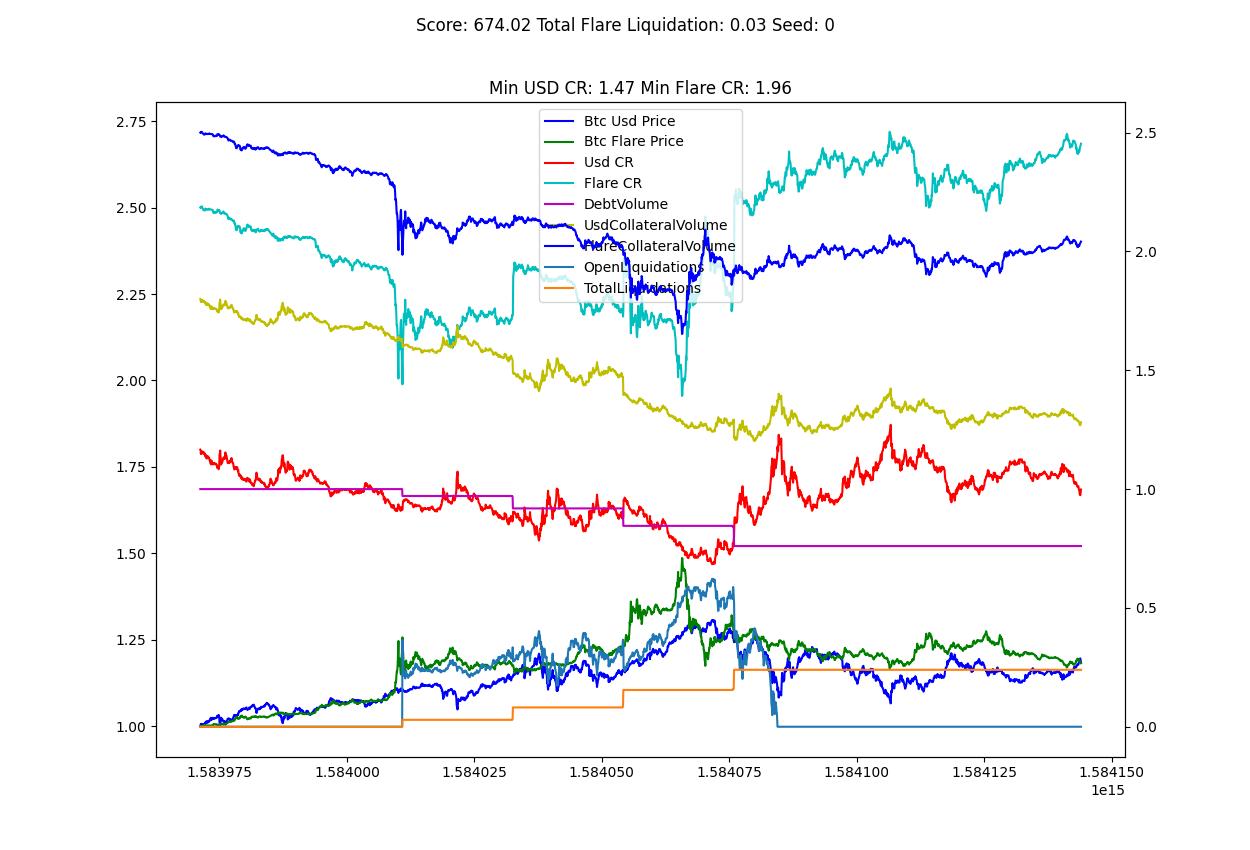 Score: 674.02 Total Flare Liquidation: 0.03 Seed: 0
Min USD CR: 1.47 Min Flare CR: 1.96
Btc Usd Price
Btc Flare Price
Usd CR
Flare CR
DebtVolume
UsdCollateralVolume
FlareCollateralVolume
OpenLiquidations
TotalLiquidations
2.75
2.50
2.25
2.00
1.75
1.50
1.25
1.00
2.5
2.0
1.5
1.0
0.5
0.0
1.583975
1.584000
1.584025
1.584050
1.584075
1.584100
1.584125
1.584150
1e15